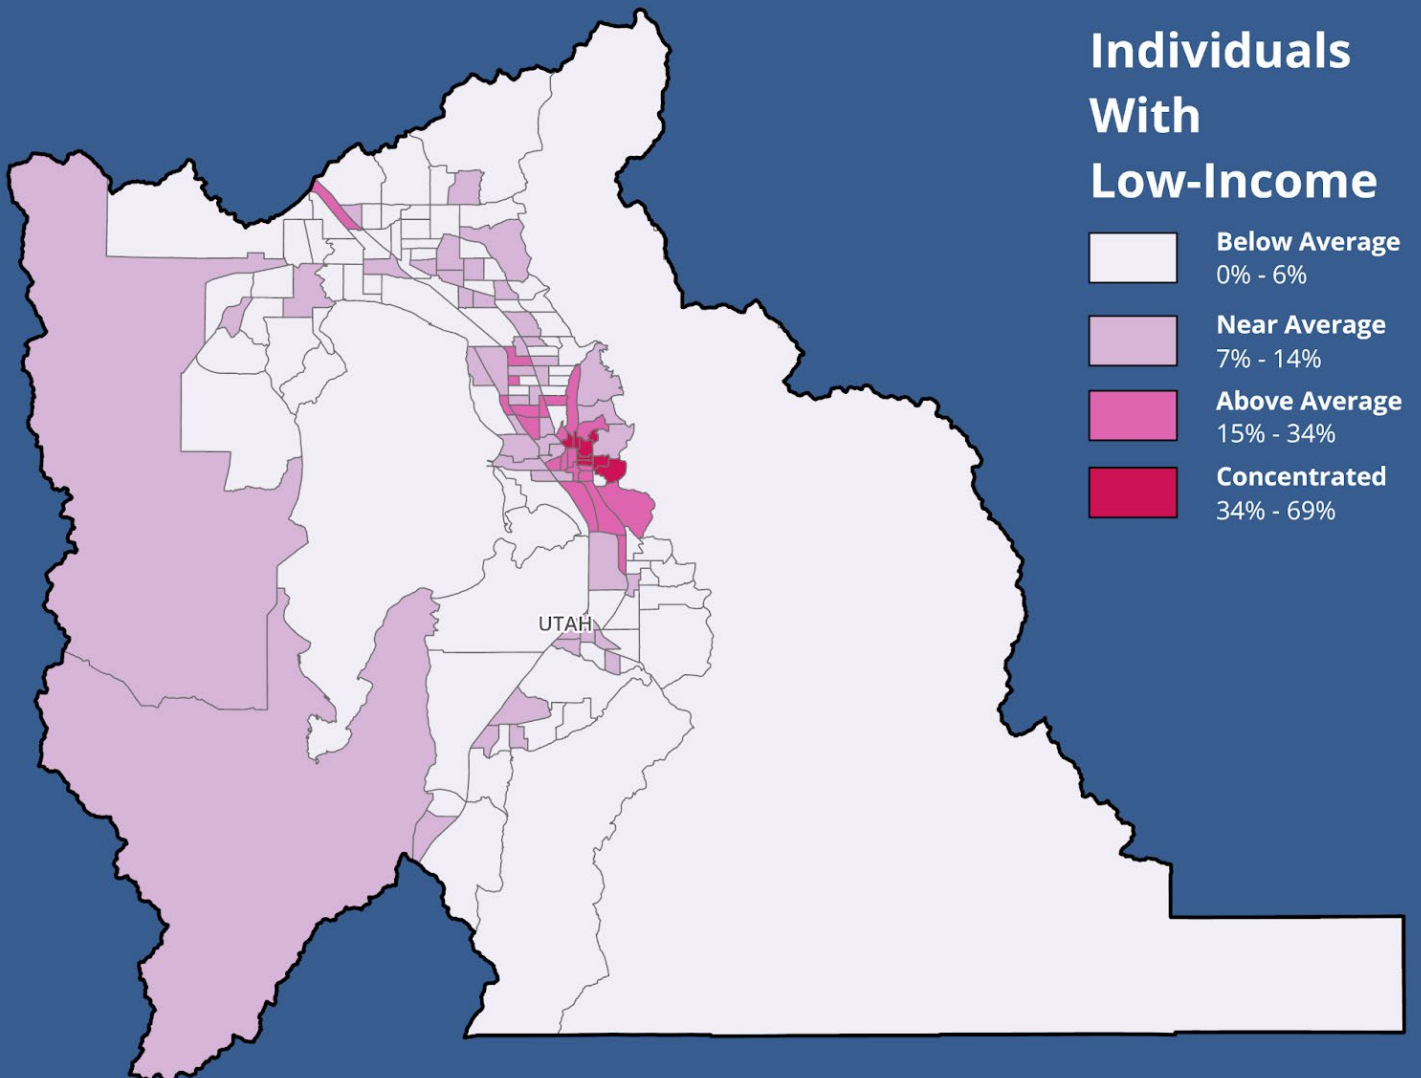 Individuals
With
Low-Income
Below Average
0% - 6%
Near Average
7% - 14%
Above Average
15% - 34%
Concentrated
34% - 69%
UTAH